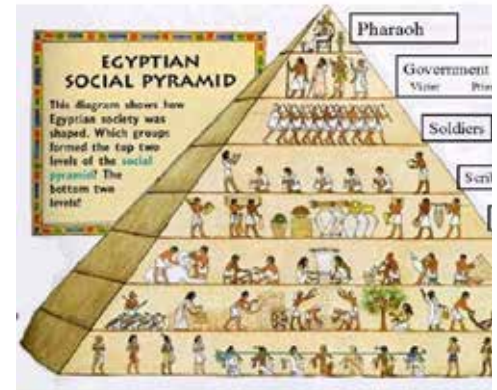 EGYPTIAN
SOCIAL PYRAMID
This diagram shows how
Egyptian society was
shaped. Which groups
formed the top two
levels of the social
pyramid? The
bottom two
levels?
Pharaoh
Government
Soldiers